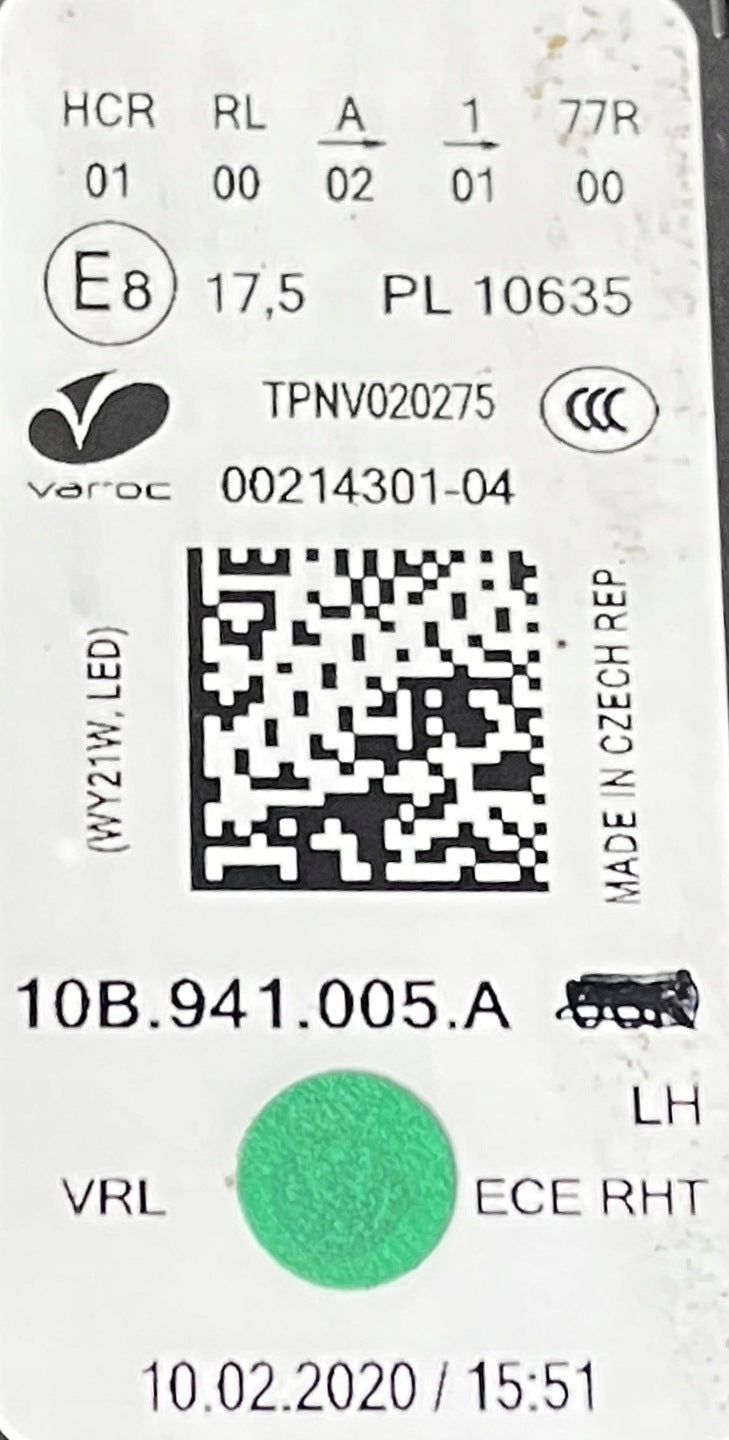 HCR RL A 1 77R
01 00 02 01 00
E8 17,5 PL 10635
TPNV020275 CCC
varroc 00214301-04
(WY21W, LED)
MADE IN CZECH REP.
10B.941.005.A
LH
VRL ECE RHT
10.02.2020 / 15:51